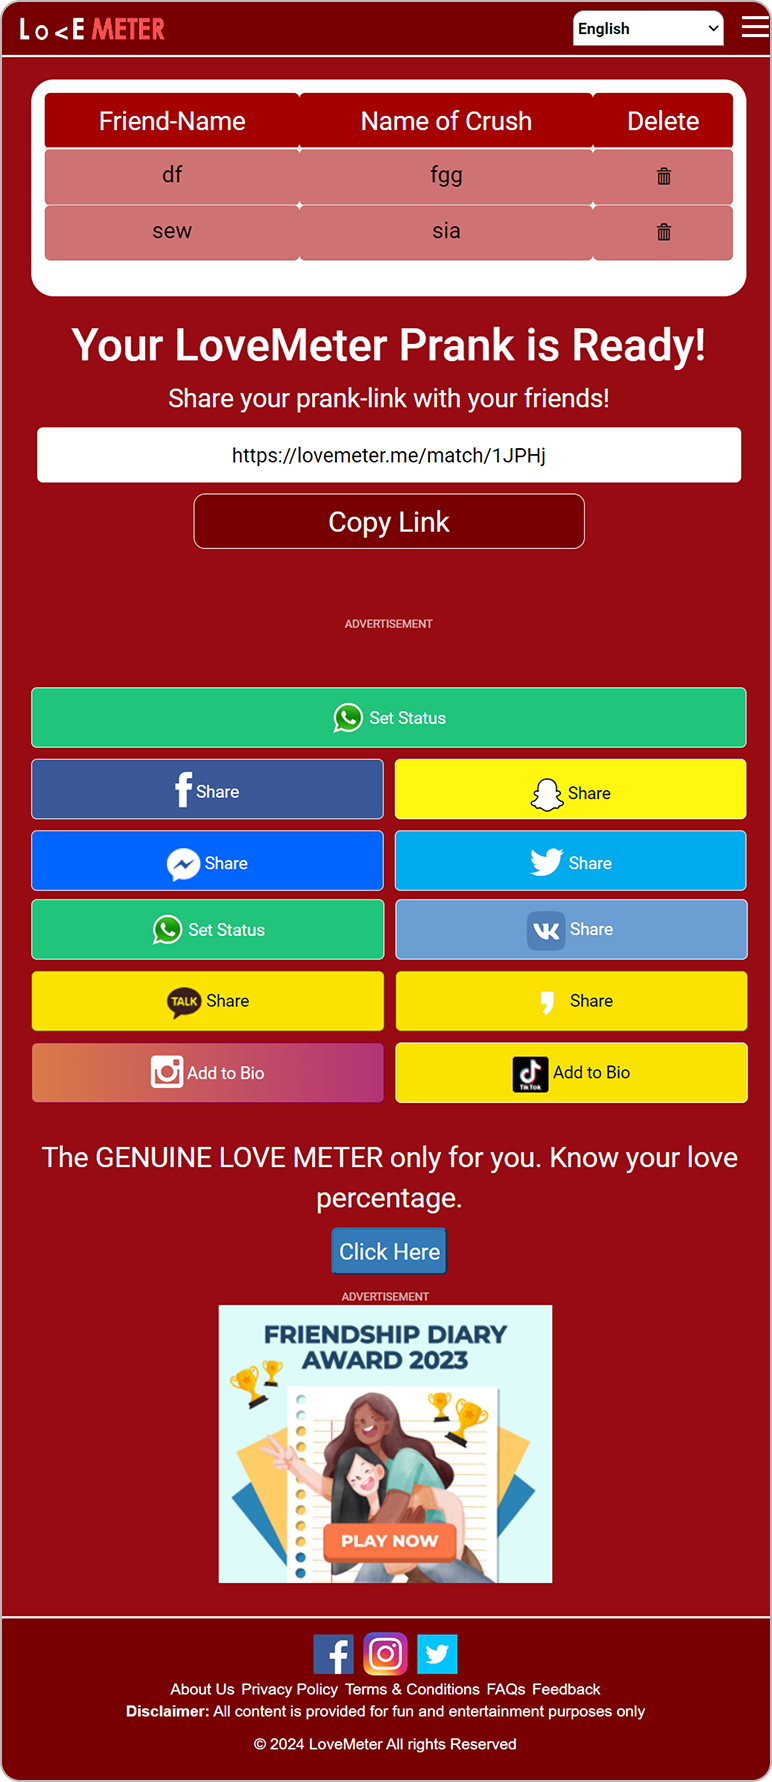 Lo<E METER
English
Friend-Name Name of Crush Delete
df fgg
sew sia
Your LoveMeter Prank is Ready!
Share your prank-link with your friends!
https://lovemeter.me/match/1JPHj
Copy Link
ADVERTISEMENT
Set Status
Share Share
Share Share
Set Status VK Share
TALK Share Share
Add to Bio TikTok Add to Bio
The GENUINE LOVE METER only for you. Know your love
percentage.
Click Here
ADVERTISEMENT
FRIENDSHIP DIARY
AWARD 2023
PLAY NOW
About Us Privacy Policy Terms & Conditions FAQs Feedback
Disclaimer: All content is provided for fun and entertainment purposes only
© 2024 LoveMeter All rights Reserved